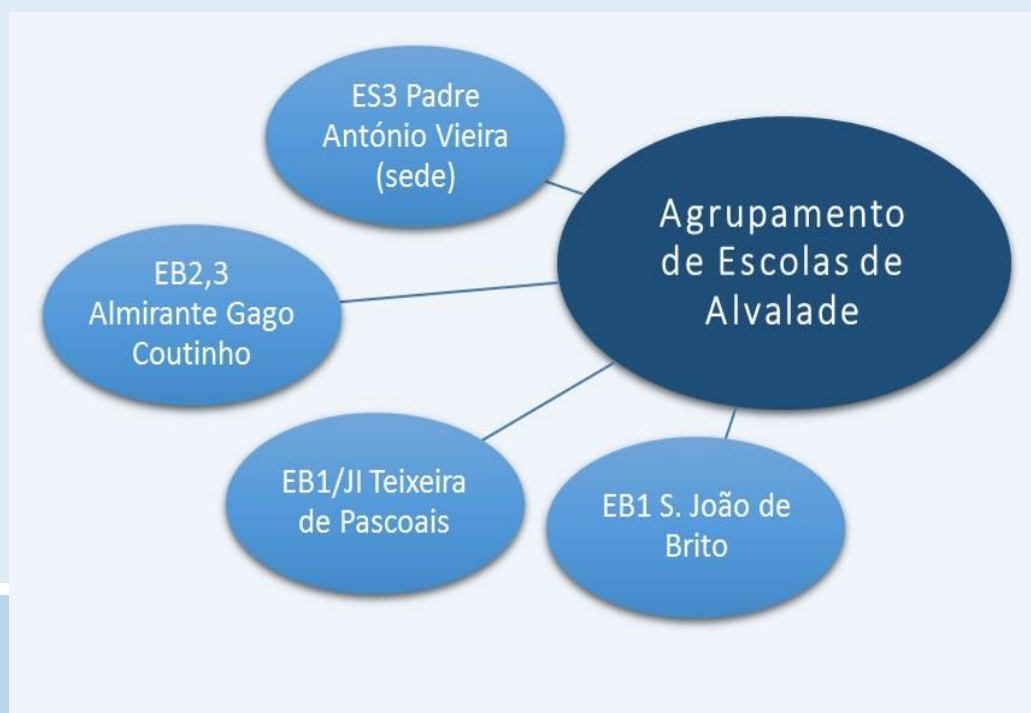 ES3 Padre
António Vieira
(sede)
Agrupamento
de Escolas de
Alvalade
EB2,3
Almirante Gago
Coutinho
EB1/JI Teixeira
de Pascoais
EB1 S. João de
Brito